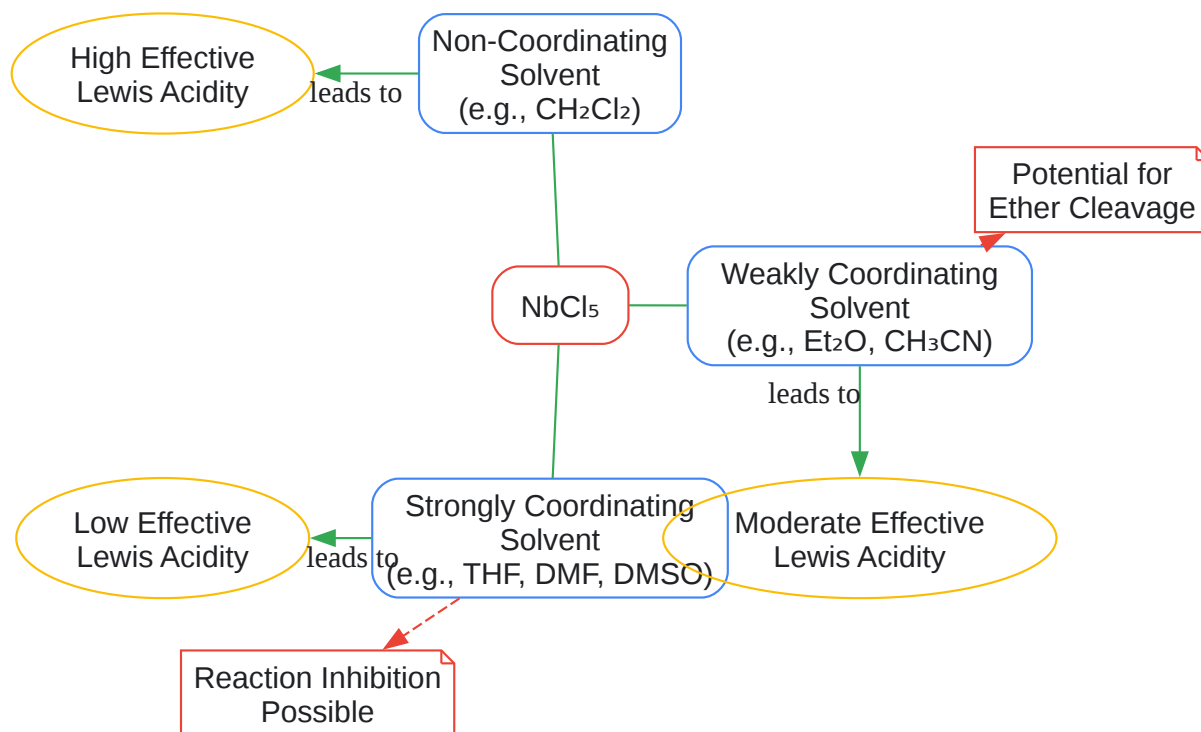 High Effective
Lewis Acidity
leads to
Non-Coordinating
Solvent
(e.g., CH₂Cl₂)
Potential for
Ether Cleavage
NbCl₅
Weakly Coordinating
Solvent
(e.g., Et₂O, CH₃CN)
leads to
Low Effective
Lewis Acidity
leads to
Strongly Coordinating
Solvent
(e.g., THF, DMF, DMSO)
Moderate Effective
Lewis Acidity
Reaction Inhibition
Possible